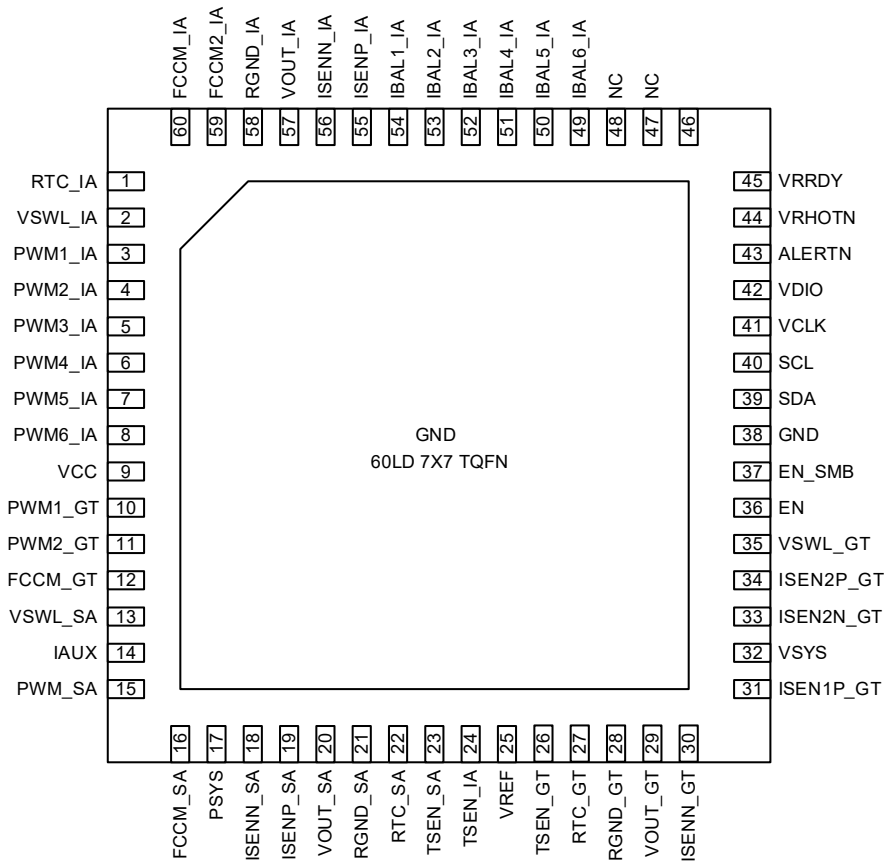 FCCM_IA
FCCM2_IA
RGND_IA
VOUT_IA
ISENN_IA
ISENP_IA
IBAL1_IA
IBAL2_IA
IBAL3_IA
IBAL4_IA
IBAL5_IA
IBAL6_IA
NC
NC
60 59 58 57 56 55 54 53 52 51 50 49 48 47 46
RTC_IA 1
VSWL_IA 2
PWM1_IA 3
PWM2_IA 4
PWM3_IA 5
PWM4_IA 6
PWM5_IA 7
PWM6_IA 8
VCC 9
PWM1_GT 10
PWM2_GT 11
FCCM_GT 12
VSWL_SA 13
IAUX 14
PWM_SA 15
GND
60LD 7X7 TQFN
45 VRRDY
44 VRHOTN
43 ALERTN
42 VDIO
41 VCLK
40 SCL
39 SDA
38 GND
37 EN_SMB
36 EN
35 VSWL_GT
34 ISEN2P_GT
33 ISEN2N_GT
32 VSYS
31 ISEN1P_GT
16 17 18 19 20 21 22 23 24 25 26 27 28 29 30
FCCM_SA
PSYS
ISENN_SA
ISENP_SA
VOUT_SA
RGND_SA
RTC_SA
TSEN_SA
TSEN_IA
VREF
TSEN_GT
RTC_GT
RGND_GT
VOUT_GT
ISENN_GT